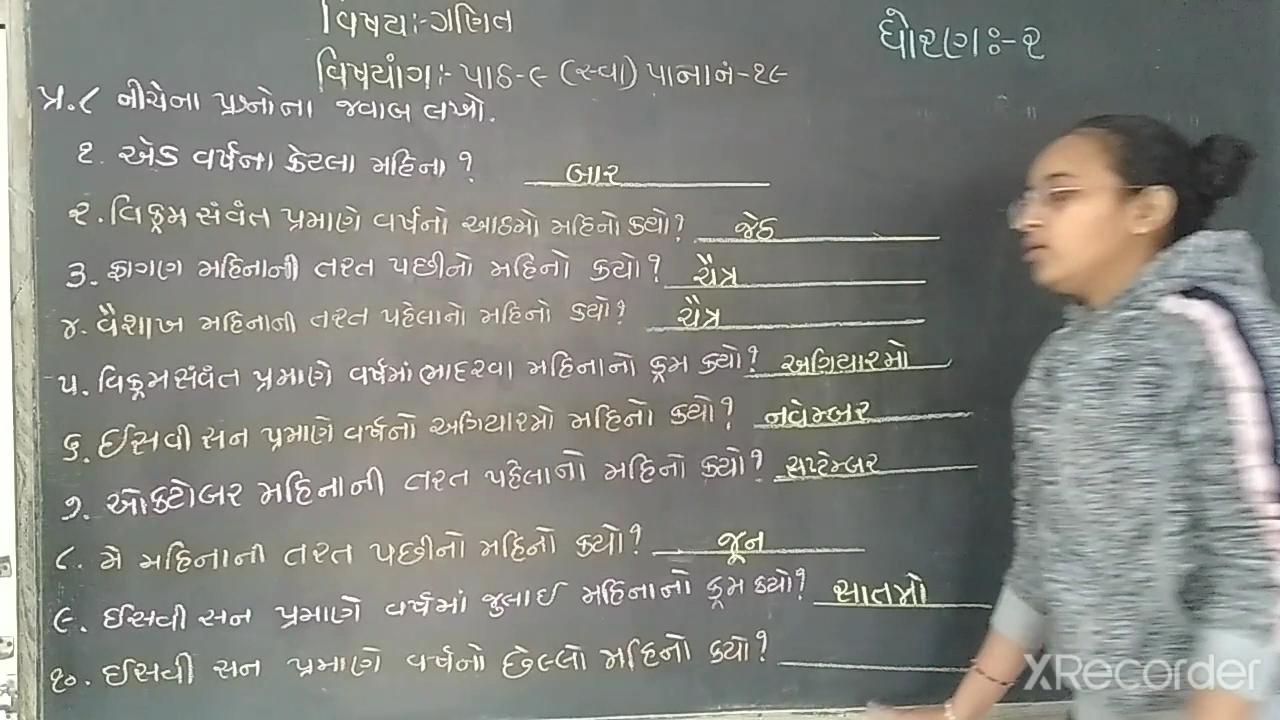 વિષયઃ-ગણિત
ધોરણઃ-૨
વિષયાંગઃ- પાઠ-૯ (સ્વા) પાનાનં-૧૯
પ્ર.૮ નીચેના પ્રશ્નોના જવાબ લખો.
૧. એક વર્ષના કેટલા મહિના ? બાર
૨. વિક્રમ સંવંત પ્રમાણે વર્ષનો આઠમો મહિનો કયો? જેઠ
૩. ફાગણ મહિનાની તરત પછીનો મહિનો કયો? ચૈત્ર
૪. વૈશાખ મહિનાની તરત પહેલાનો મહિનો કયો? ચૈત્ર
૫. વિક્રમસંવંત પ્રમાણે વર્ષમાં ભાદરવા મહિનાનો ક્રમ કયો? અગિયારમો
૬. ઈસવી સન પ્રમાણે વર્ષનો અગિયારમો મહિનો કયો? નવેમ્બર
૭. ઓક્ટોબર મહિનાની તરત પહેલાનો મહિનો કયો? સપ્ટેમ્બર
૮. મે મહિનાની તરત પછીનો મહિનો કયો? જૂન
૯. ઈસવી સન પ્રમાણે વર્ષમાં જુલાઈ મહિનાનો ક્રમ કયો? સાતમો
૧૦. ઈસવી સન પ્રમાણે વર્ષનો છેલ્લો મહિનો કયો?
XRecorder